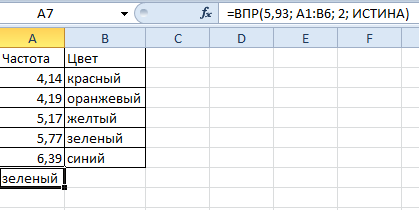 A7 fx =ВПР(5,93; A1:B6; 2; ИСТИНА)
A B C D E F
Частота Цвет
4,14 красный
4,19 оранжевый
5,17 желтый
5,77 зеленый
6,39 синий
зеленый